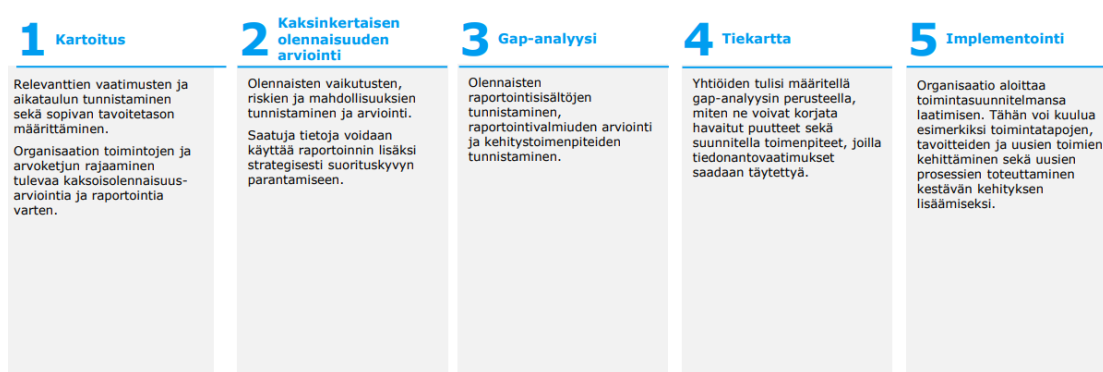 1 Kartoitus
Relevanttien vaatimusten ja
aikataulun tunnistaminen
sekä sopivan tavoitetason
määrittäminen.
Organisaation toimintojen ja
arvoketjun rajaaminen
tulevaa kaksoisolennaisuus-
arviointia ja raportointia
varten.
2 Kaksinkertaisen
olennaisuuden
arviointi
Olennaisten vaikutusten,
riskien ja mahdollisuuksien
tunnistaminen ja arviointi.
Saatuja tietoja voidaan
käyttää raportoinnin lisäksi
strategisesti suorituskyvyn
parantamiseen.
3 Gap-analyysi
Olennaisten
raportointisisältöjen
tunnistaminen,
raportointivalmiuden arviointi
ja kehitystoimenpiteiden
tunnistaminen.
4 Tiekartta
Yhtiöiden tulisi määritellä
gap-analyysin perusteella,
miten ne voivat korjata
havaitut puutteet sekä
suunnitella toimenpiteet, joilla
tiedonantovaatimukset
saadaan täytettyä.
5 Implementointi
Organisaatio aloittaa
toimintasuunnitelmansa
laatimisen. Tähän voi kuulua
esimerkiksi toimintatapojen,
tavoitteiden ja uusien toimien
kehittäminen sekä uusien
prosessien toteuttaminen
kestävän kehityksen
lisäämiseksi.